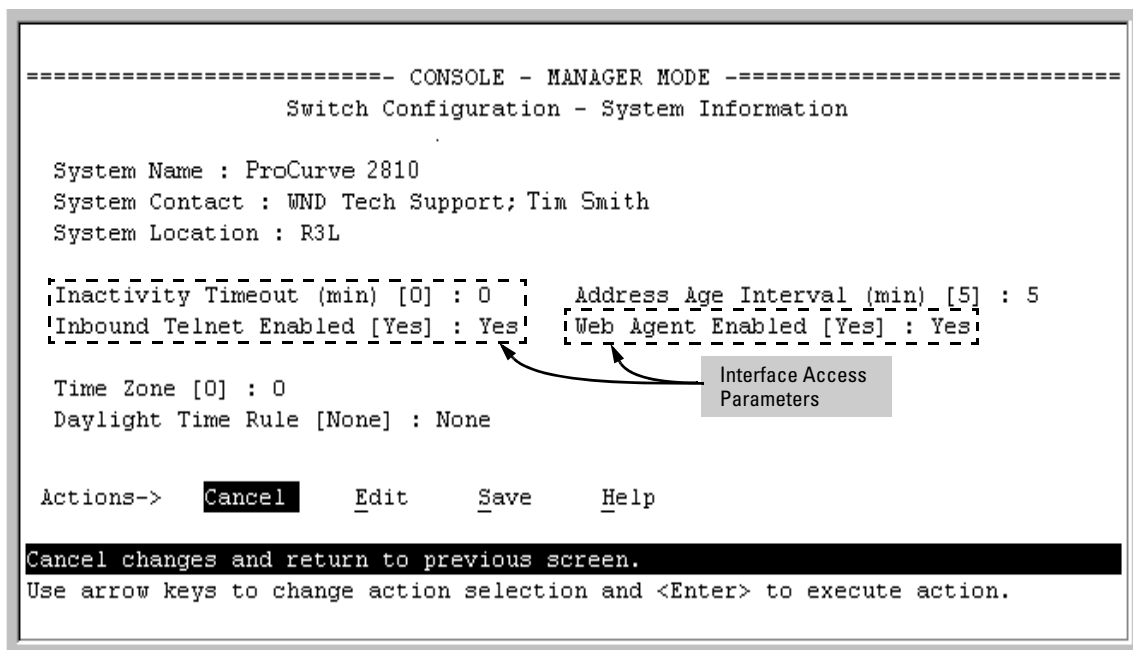 ===========================- CONSOLE - MANAGER MODE -============================
Switch Configuration - System Information
System Name : ProCurve 2810
System Contact : WND Tech Support; Tim Smith
System Location : R3L
Inactivity Timeout (min) [0] : 0 Address Age Interval (min) [5] : 5
Inbound Telnet Enabled [Yes] : Yes Web Agent Enabled [Yes] : Yes
Interface Access
Parameters
Time Zone [0] : 0
Daylight Time Rule [None] : None
Actions-> Cancel Edit Save Help
Cancel changes and return to previous screen.
Use arrow keys to change action selection and <Enter> to execute action.